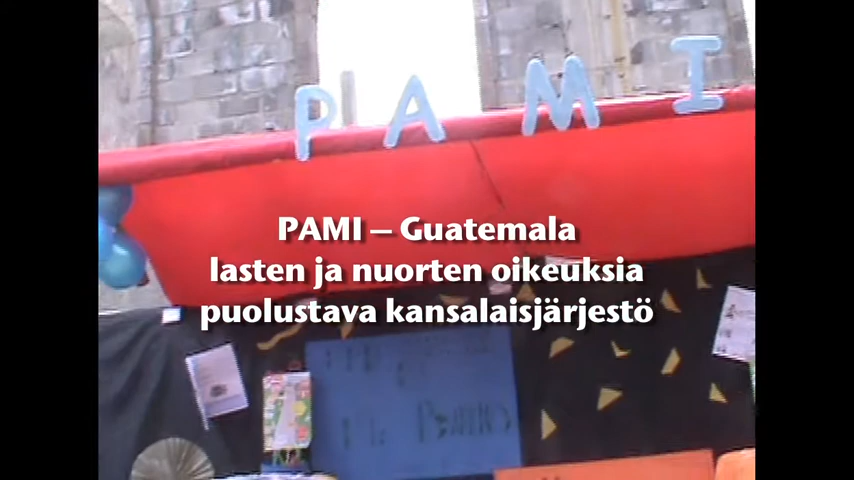 PAMI
PAMI – Guatemala
lasten ja nuorten oikeuksia
puolustava kansalaisjärjestö